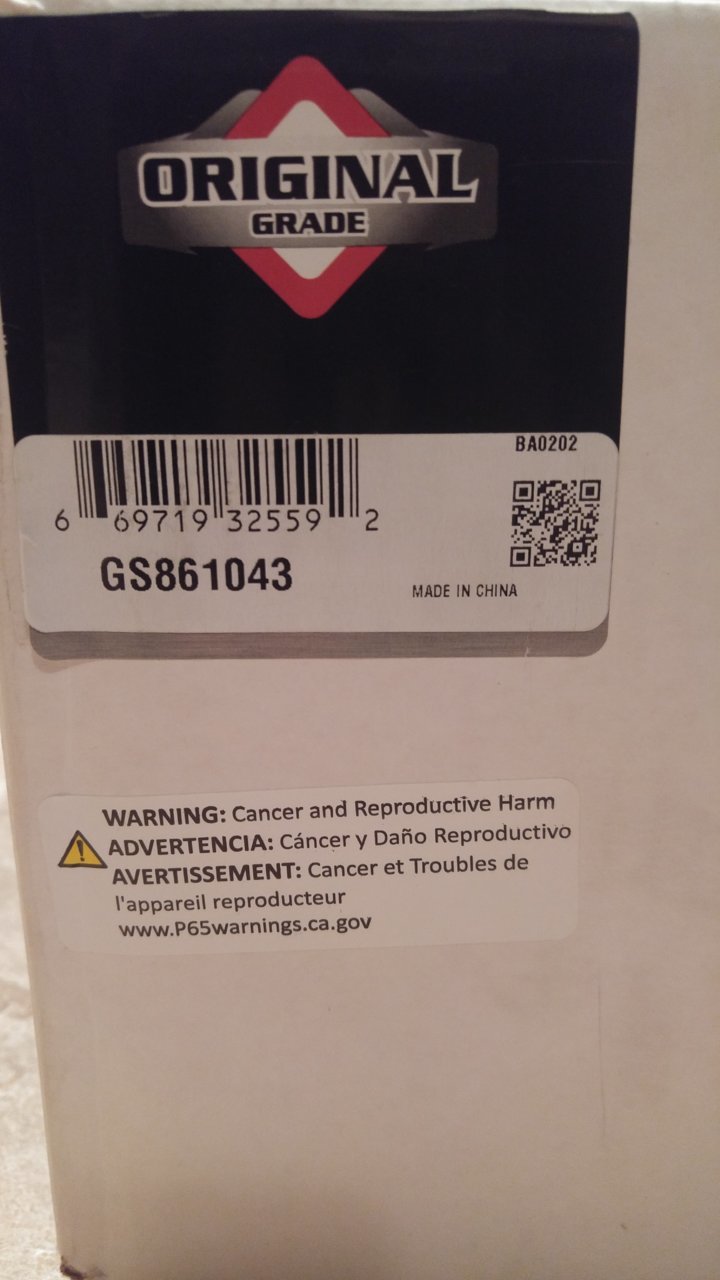 ORIGINAL
GRADE
BA0202
6 69719 32559 2
GS861043
MADE IN CHINA
WARNING: Cancer and Reproductive Harm
ADVERTENCIA: Cáncer y Daño Reproductivo
AVERTISSEMENT: Cancer et Troubles de
l'appareil reproducteur
www.P65warnings.ca.gov